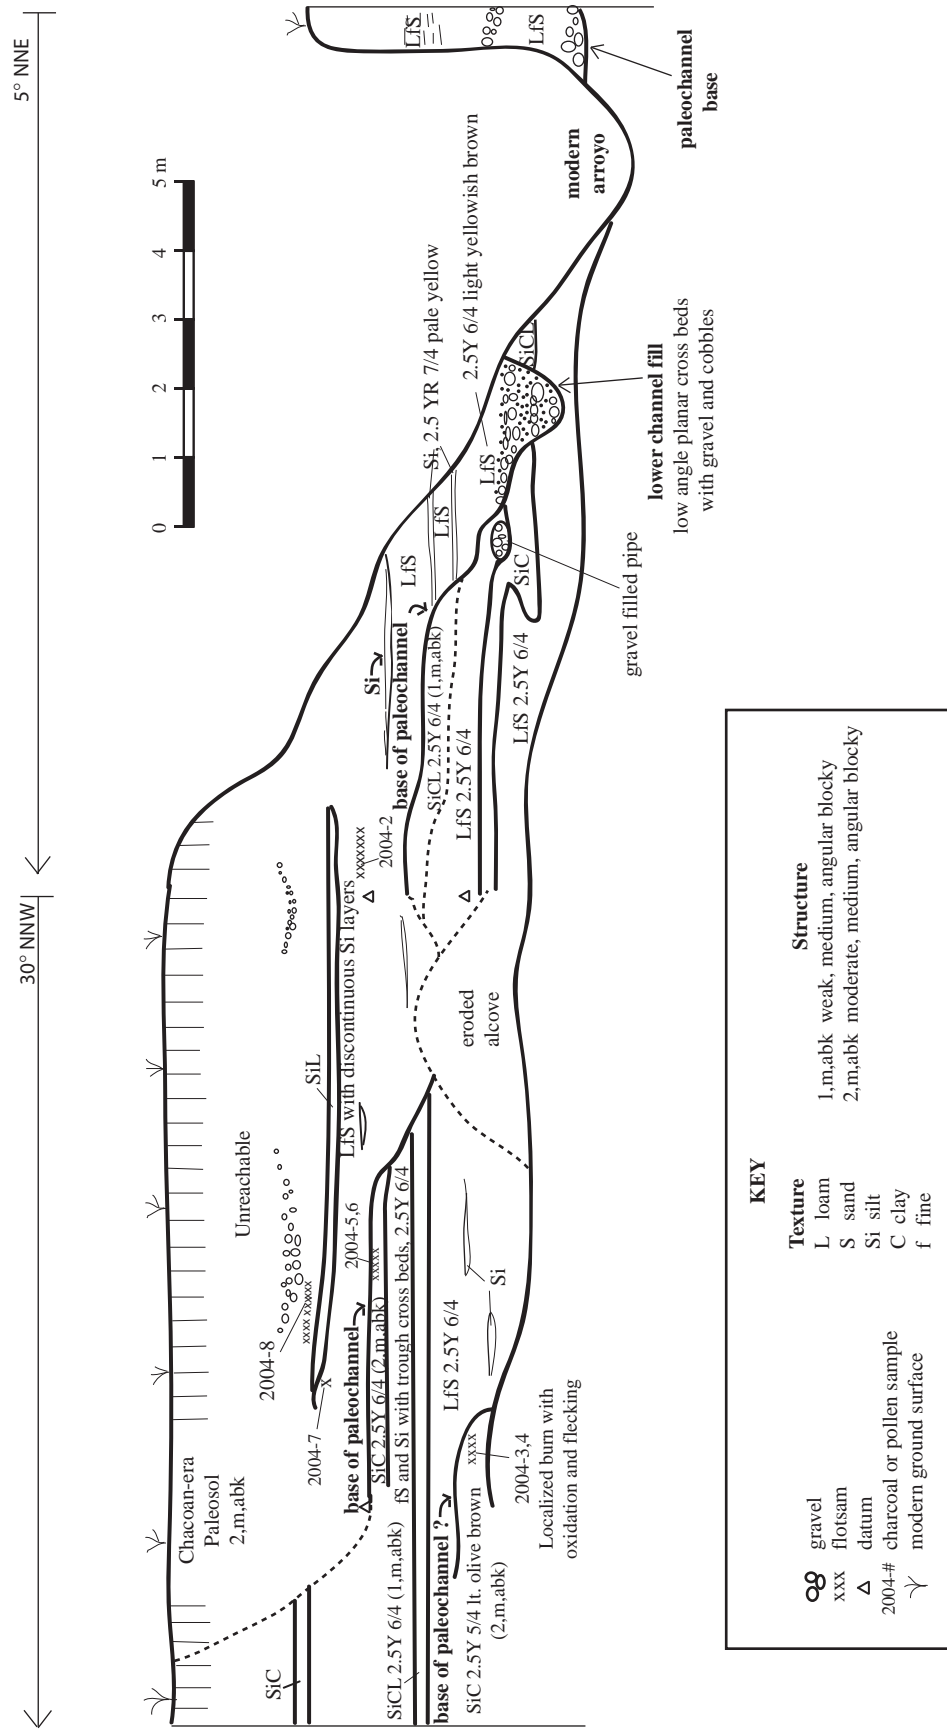 30° NNW
5° NNE
0 1 2 3 4 5 m
Chacoan-era
Paleosol
2,m,abk
Unreachable
2004-8
2004-7
SiL
LfS with discontinuous Si layers
xxxxxxx
2004-2
xxxx xxxxx
x
2004-5,6
xxxxx
SiC
base of paleochannel
SiC 2.5Y 6/4 (2,m,abk)
fS and Si with trough cross beds, 2.5Y 6/4
SiCL 2.5Y 6/4 (1,m,abk)
base of paleochannel ?
SiC 2.5Y 5/4 lt. olive brown
(2,m,abk)
xxxx
2004-3,4
Localized burn with
oxidation and flecking
LfS 2.5Y 6/4
Si
eroded
alcove
Si
base of paleochannel
SiCL 2.5Y 6/4 (1,m,abk)
LfS 2.5Y 6/4
LfS 2.5Y 6/4
LfS
LfS
Si, 2.5 YR 7/4 pale yellow
LfS
2.5Y 6/4 light yellowish brown
SiC
SiCL
gravel filled pipe
lower channel fill
low angle planar cross beds
with gravel and cobbles
modern
arroyo
LfS
LfS
paleochannel
base
KEY
Texture
L loam
S sand
Si silt
C clay
f fine
Structure
1,m,abk weak, medium, angular blocky
2,m,abk moderate, medium, angular blocky
gravel
xxx flotsam
datum
2004-# charcoal or pollen sample
modern ground surface